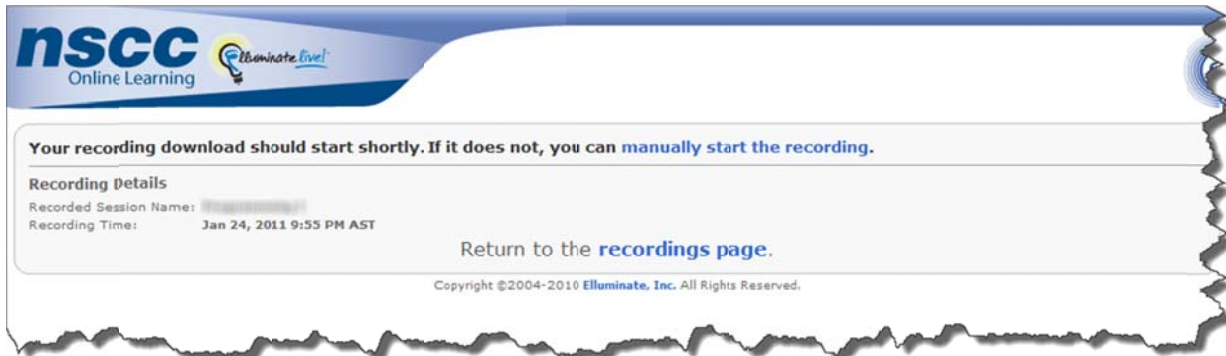 nscc
Online Learning
Elluminate live!
Your recording download should start shortly. If it does not, you can manually start the recording.
Recording Details
Recorded Session Name:
Recording Time: Jan 24, 2011 9:55 PM AST
Return to the recordings page.
Copyright ©2004-2010 Elluminate, Inc. All Rights Reserved.